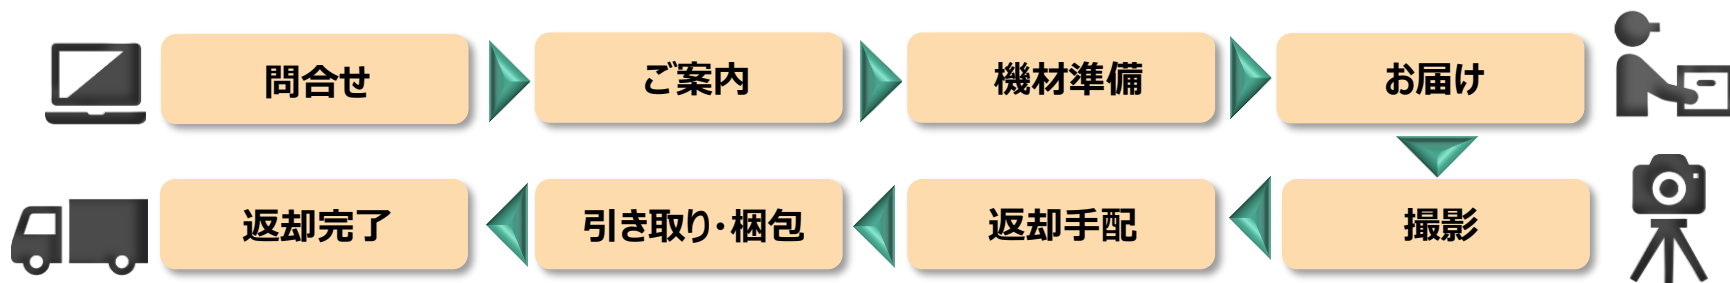 問合せ
ご案内
機材準備
お届け
撮影
返却手配
引き取り・梱包
返却完了